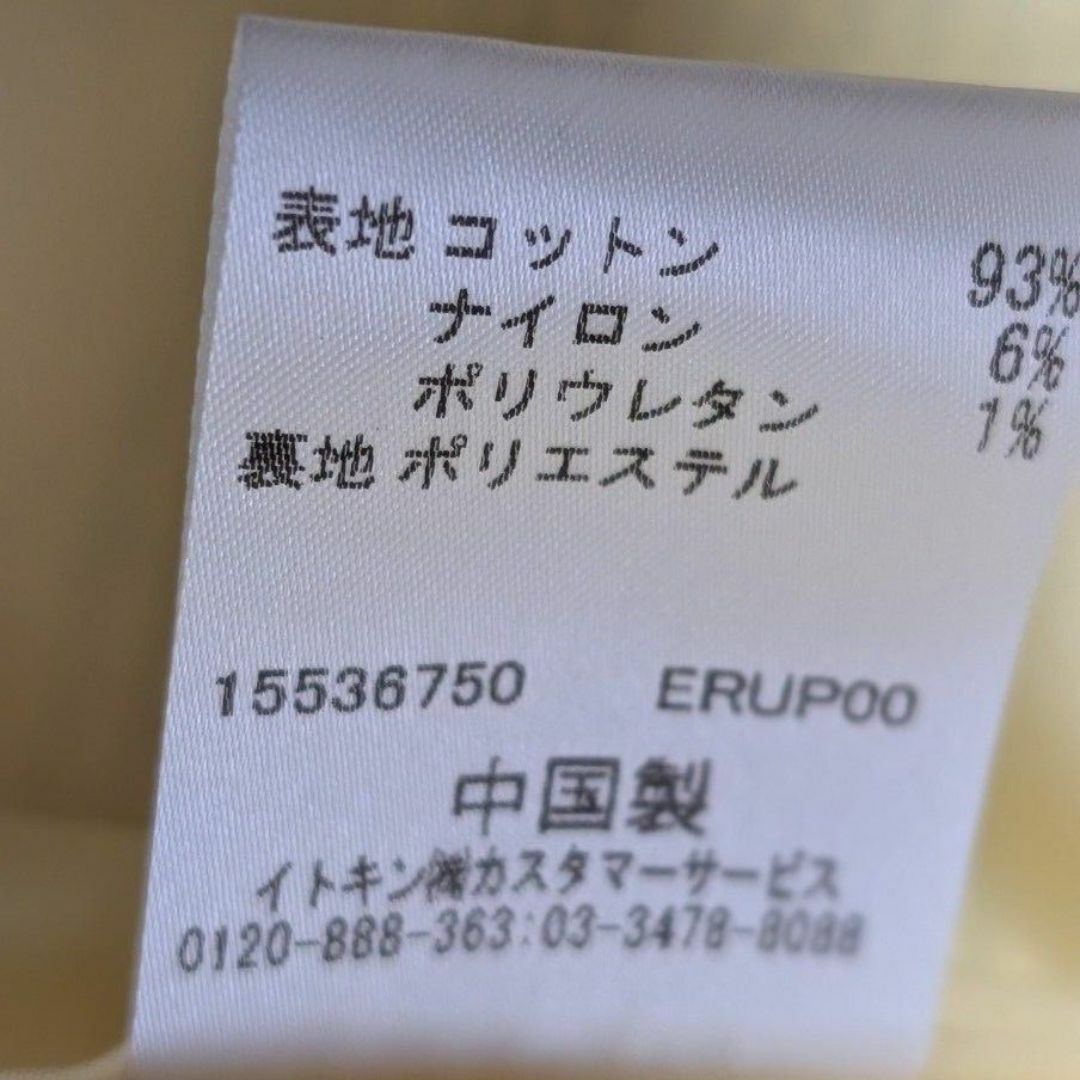 表地 コットン 93%
ナイロン 6%
ポリウレタン 1%
裏地 ポリエステル
15536750 ERUP00
中国製
イトキン㈱カスタマーサービス
0120-888-363:03-3478-8088